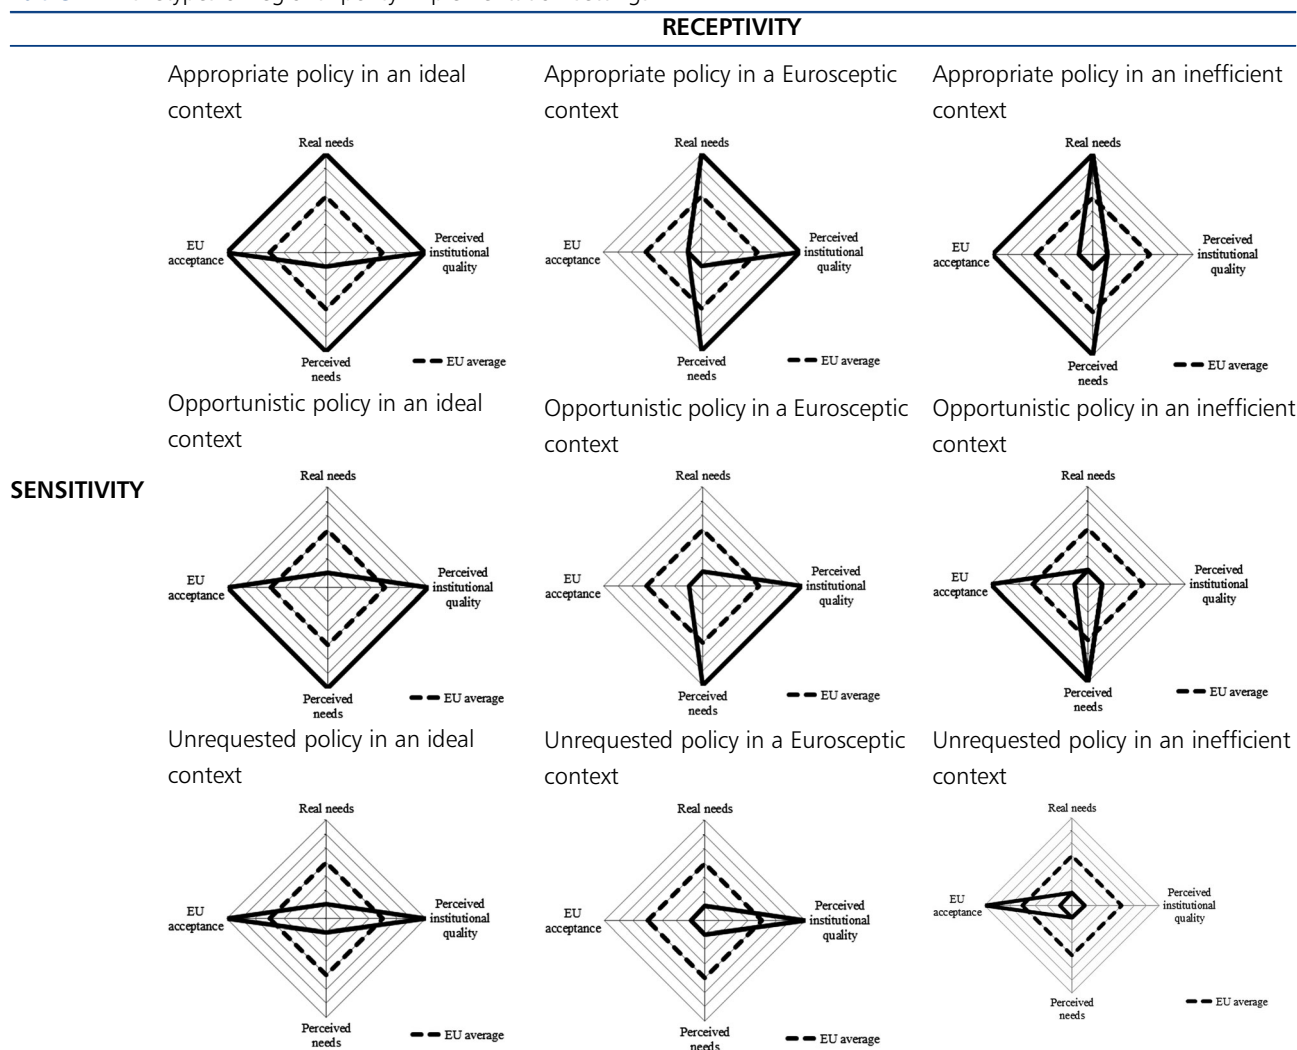 RECEPTIVITY
Appropriate policy in an ideal
context
Appropriate policy in a Eurosceptic
context
Appropriate policy in an inefficient
context
Real needs
EU
acceptance
Perceived
institutional
quality
Perceived
needs
EU average
Real needs
EU
acceptance
Perceived
institutional
quality
Perceived
needs
EU average
Real needs
EU
acceptance
Perceived
institutional
quality
Perceived
needs
EU average
SENSITIVITY
Opportunistic policy in an ideal
context
Opportunistic policy in a Eurosceptic
context
Opportunistic policy in an inefficient
context
Real needs
EU
acceptance
Perceived
institutional
quality
Perceived
needs
EU average
Real needs
EU
acceptance
Perceived
institutional
quality
Perceived
needs
EU average
Real needs
EU
acceptance
Perceived
institutional
quality
Perceived
needs
EU average
Unrequested policy in an ideal
context
Unrequested policy in a Eurosceptic
context
Unrequested policy in an inefficient
context
Real needs
EU
acceptance
Perceived
institutional
quality
Perceived
needs
EU average
Real needs
EU
acceptance
Perceived
institutional
quality
Perceived
needs
EU average
Real needs
EU
acceptance
Perceived
institutional
quality
Perceived
needs
EU average